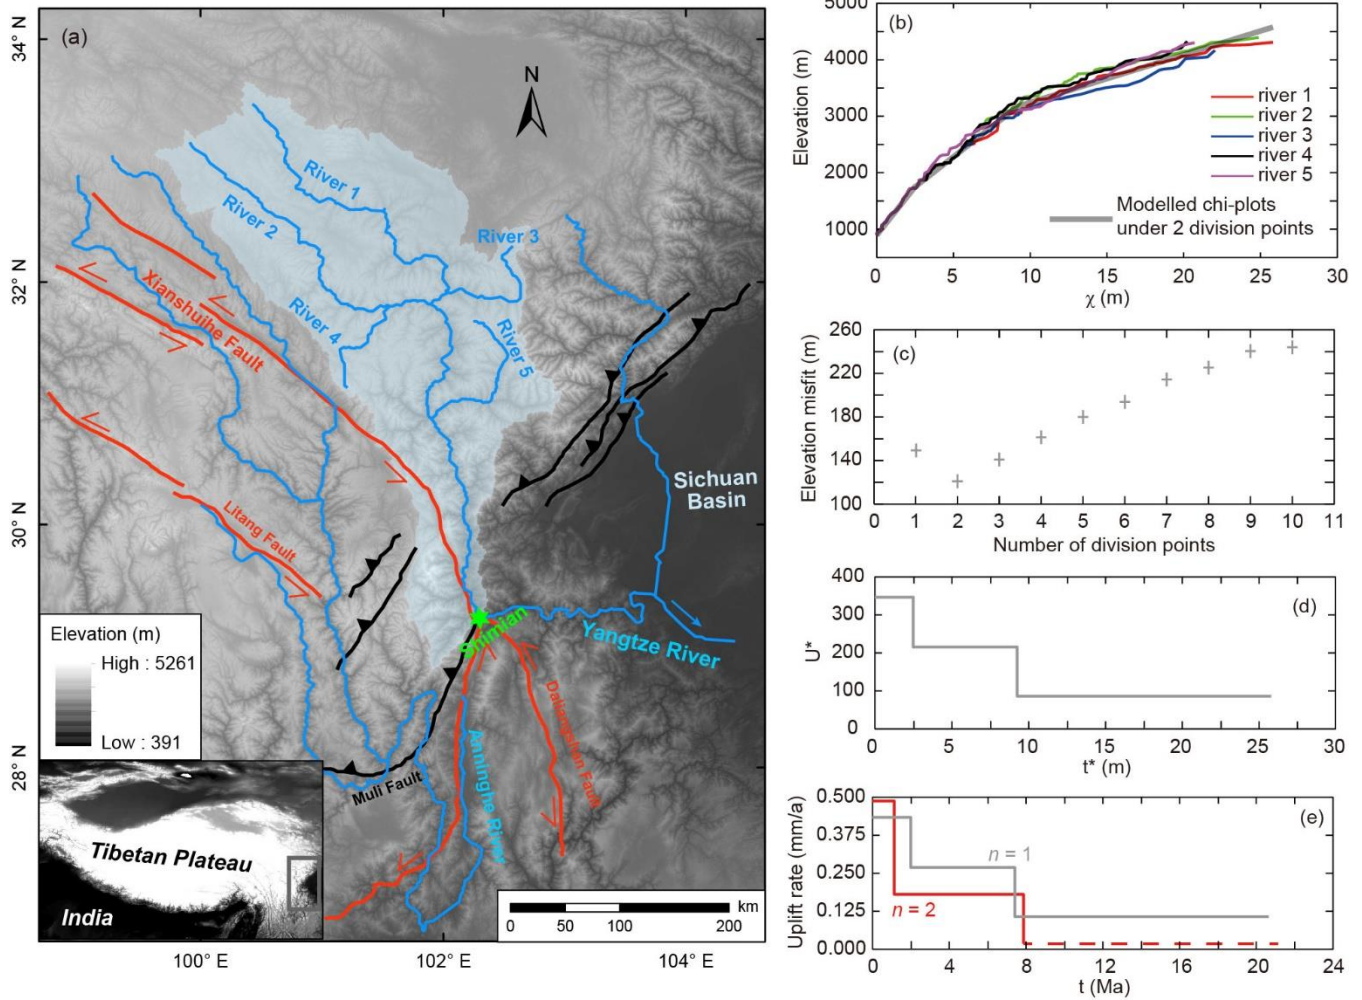 (a)
34° N
32° N
30° N
28° N
100° E
102° E
104° E
N
River 1
River 2
River 3
River 4
River 5
Xianshuihe Fault
Litang Fault
Sichuan
Basin
Shimian
Yangtze River
Daliangshan Fault
Anninghe River
Muli Fault
Elevation (m)
High : 5261
Low : 391
Tibetan Plateau
India
km
0 50 100 200
(b)
Elevation (m)
5000
4000
3000
2000
1000
0 5 10 15 20 25 30
χ (m)
river 1
river 2
river 3
river 4
river 5
Modelled chi-plots
under 2 division points
(c)
Elevation misfit (m)
260
220
180
140
100
0 1 2 3 4 5 6 7 8 9 10 11
Number of division points
(d)
U*
400
300
200
100
0
0 5 10 15 20 25 30
t* (m)
(e)
Uplift rate (mm/a)
0.500
0.375
0.250
0.125
0.000
n = 1
n = 2
0 4 8 12 16 20 24
t (Ma)